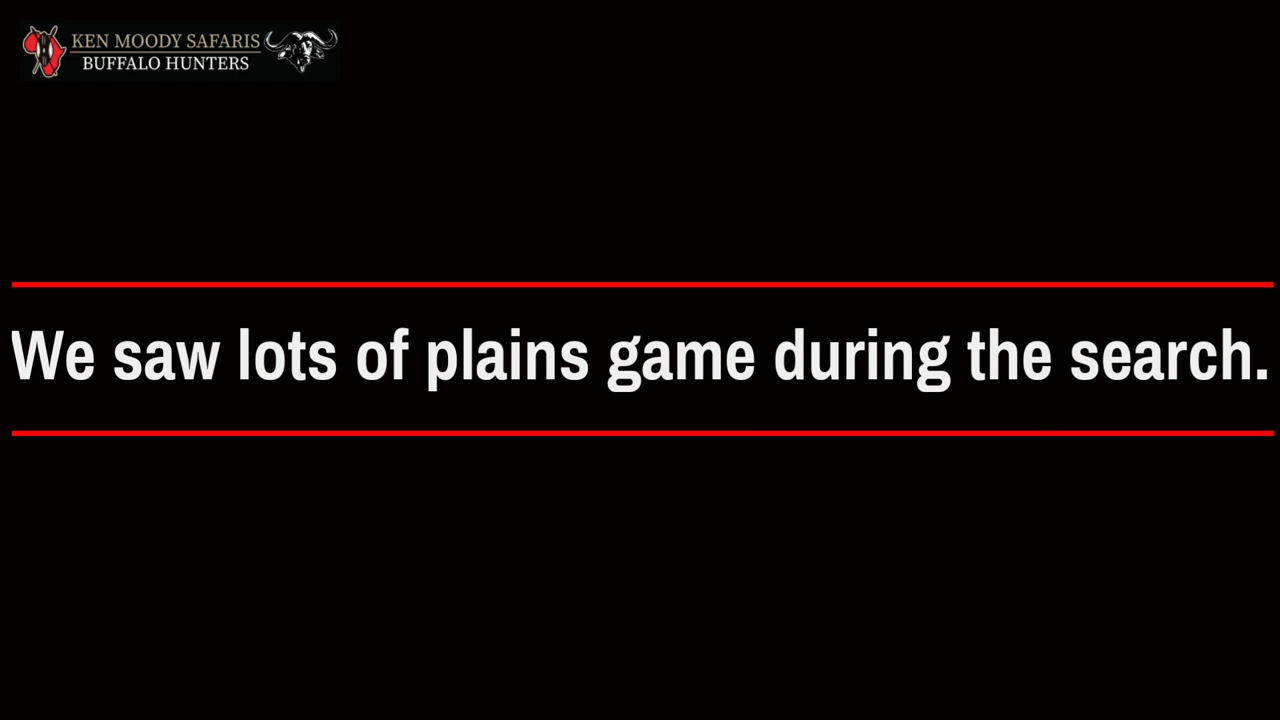 KEN MOODY SAFARIS
BUFFALO HUNTERS
We saw lots of plains game during the search.